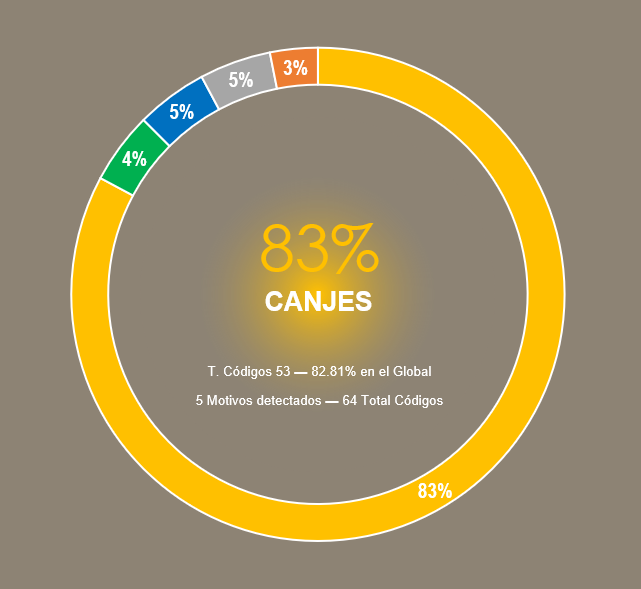 3%
5%
5%
4%
83%
CANJES
T. Códigos 53 — 82.81% en el Global
5 Motivos detectados — 64 Total Códigos
83%